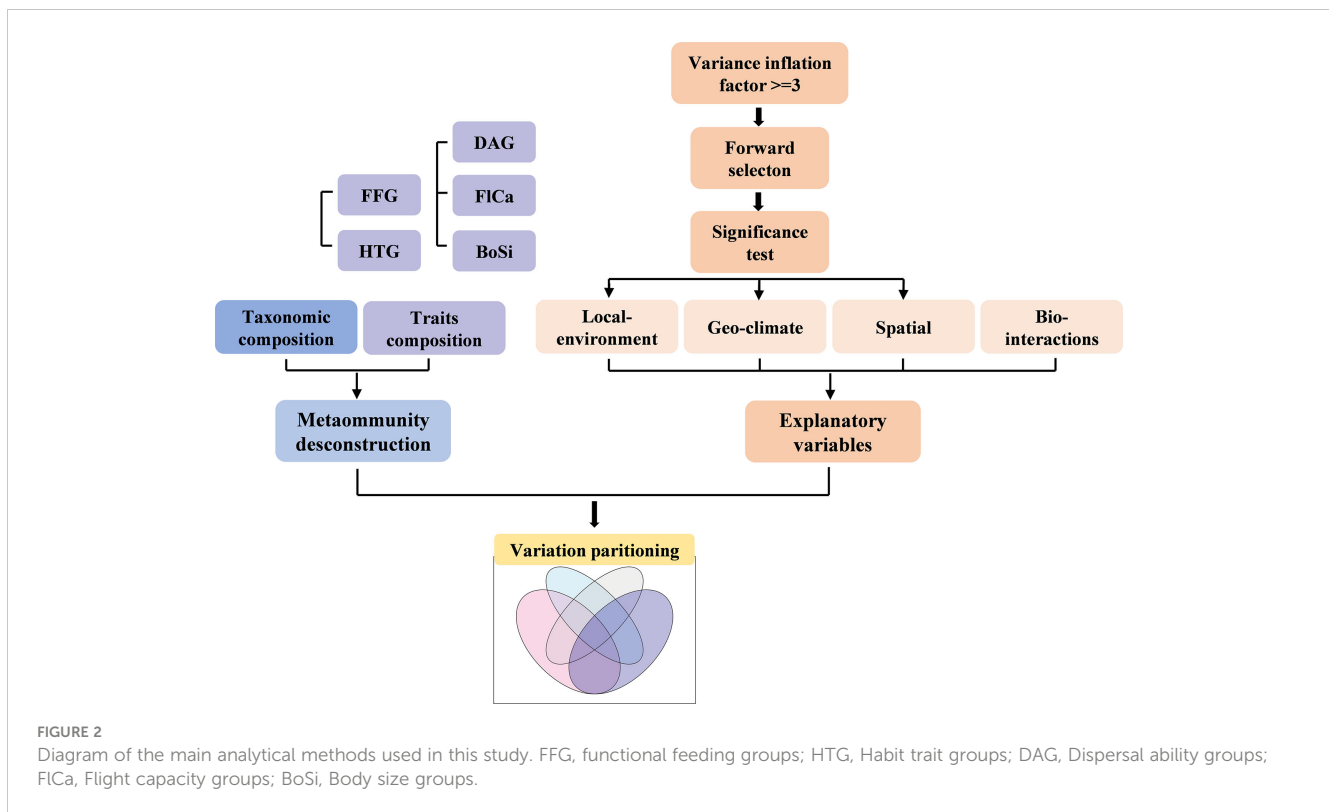 Variance inflation
factor >=3
DAG
Forward
selecton
FFG
FlCa
HTG
BoSi
Significance
test
Taxonomic
composition
Traits
composition
Local-
environment
Geo-climate
Spatial
Bio-
interactions
Metaommunity
desconstruction
Explanatory
variables
Variation paritioning
FIGURE 2
Diagram of the main analytical methods used in this study. FFG, functional feeding groups; HTG, Habit trait groups; DAG, Dispersal ability groups;
FlCa, Flight capacity groups; BoSi, Body size groups.